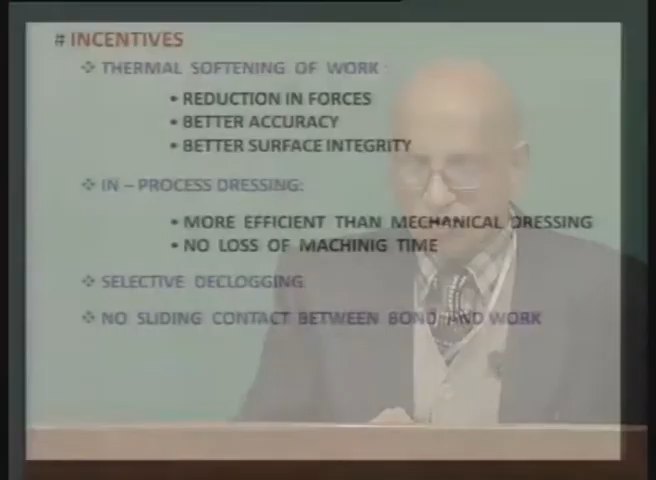 # INCENTIVES
❖ THERMAL SOFTENING OF WORK :
• REDUCTION IN FORCES
• BETTER ACCURACY
• BETTER SURFACE INTEGRITY
❖ IN – PROCESS DRESSING:
• MORE EFFICIENT THAN MECHANICAL DRESSING
• NO LOSS OF MACHINIG TIME
❖ SELECTIVE DECLOGGING
❖ NO SLIDING CONTACT BETWEEN BOND AND WORK